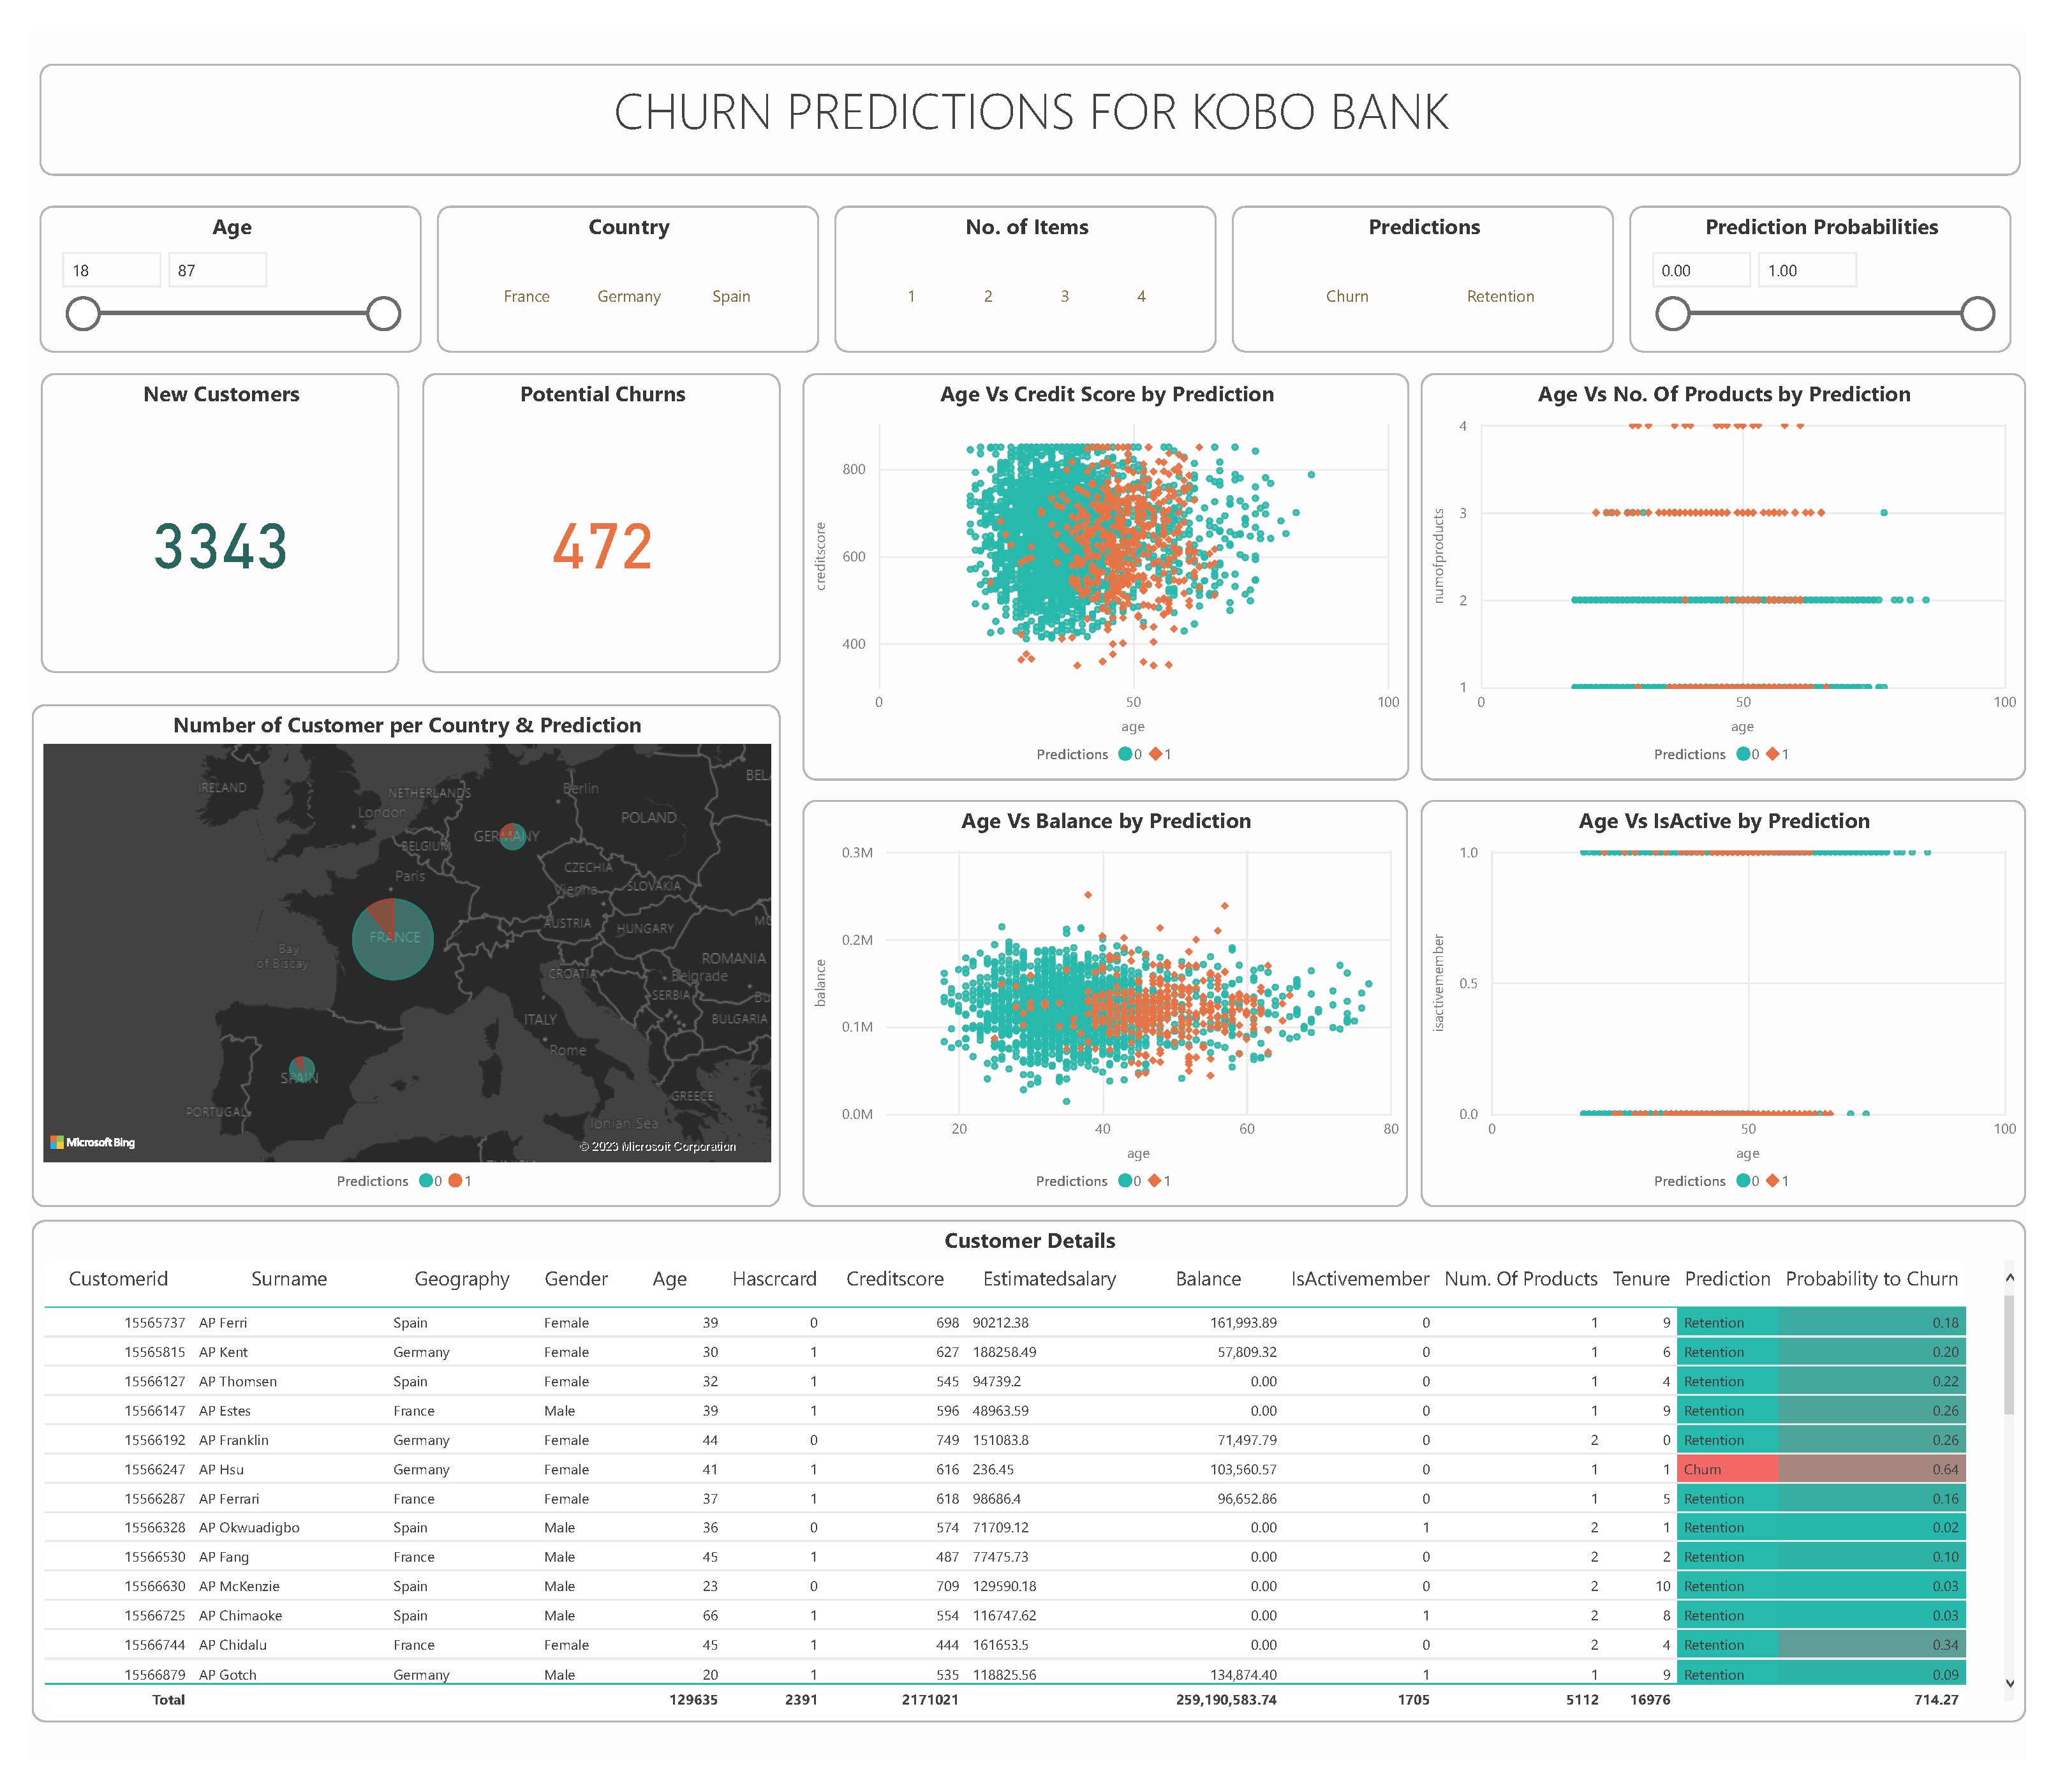 CHURN PREDICTIONS FOR KOBO BANK
Age
18 87
Country
France Germany Spain
No. of Items
1 2 3 4
Predictions
Churn Retention
Prediction Probabilities
0.00 1.00
New Customers
3343
Potential Churns
472
Age Vs Credit Score by Prediction
creditscore
800
600
400
0 50 100
age
Predictions 0 1
Age Vs No. Of Products by Prediction
numofproducts
4
3
2
1
0 50 100
age
Predictions 0 1
Number of Customer per Country & Prediction
IRELAND
NETHERLANDS
London
Berlin
BEL
POLAND
GERMANY
BELGIUM
Paris
CZECHIA
Vienna
SLOVAKIA
AUSTRIA
HUNGARY
MO
FRANCE
Bay
of Biscay
ROMANIA
CROATIA
Belgrade
SERBIA
Bu
ITALY
BULGARIA
Rome
SPAIN
PORTUGAL
GREECE
Ionian Sea
Microsoft Bing
© 2023 Microsoft Corporation
Predictions 0 1
Age Vs Balance by Prediction
balance
0.3M
0.2M
0.1M
0.0M
20 40 60 80
age
Predictions 0 1
Age Vs IsActive by Prediction
isactivemember
1.0
0.5
0.0
0 50 100
age
Predictions 0 1
Customer Details
Customerid Surname Geography Gender Age Hascrcard Creditscore Estimatedsalary Balance IsActivemember Num. Of Products Tenure Prediction Probability to Churn
15565737 AP Ferri Spain Female 39 0 698 90212.38 161,993.89 0 1 9 Retention 0.18
15565815 AP Kent Germany Female 30 1 627 188258.49 57,809.32 0 1 6 Retention 0.20
15566127 AP Thomsen Spain Female 32 1 545 94739.2 0.00 0 1 4 Retention 0.22
15566147 AP Estes France Male 39 1 596 48963.59 0.00 0 1 9 Retention 0.26
15566192 AP Franklin Germany Female 44 0 749 151083.8 71,497.79 0 2 0 Retention 0.26
15566247 AP Hsu Germany Female 41 1 616 236.45 103,560.57 0 1 1 Churn 0.64
15566287 AP Ferrari France Female 37 1 618 98686.4 96,652.86 0 1 5 Retention 0.16
15566328 AP Okwuadigbo Spain Male 36 0 574 71709.12 0.00 1 2 1 Retention 0.02
15566530 AP Fang France Male 45 1 487 77475.73 0.00 0 2 2 Retention 0.10
15566630 AP McKenzie Spain Male 23 0 709 129590.18 0.00 0 2 10 Retention 0.03
15566725 AP Chimaoke Spain Male 66 1 554 116747.62 0.00 1 2 8 Retention 0.03
15566744 AP Chidalu France Female 45 1 444 161653.5 0.00 0 2 4 Retention 0.34
15566879 AP Gotch Germany Male 20 1 535 118825.56 134,874.40 1 1 9 Retention 0.09
Total 129635 2391 2171021 259,190,583.74 1705 5112 16976 714.27